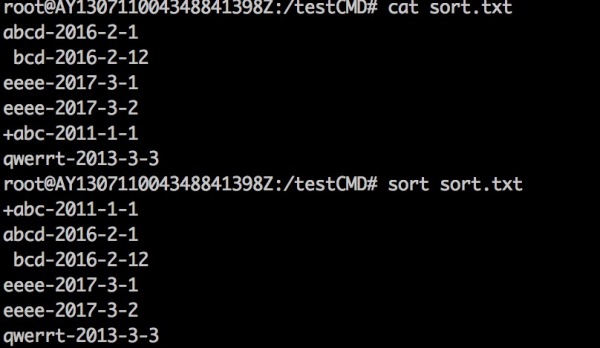 root@AY130711004348841398Z:/testCMD# cat sort.txt
abcd-2016-2-1
 bcd-2016-2-12
eeee-2017-3-1
eeee-2017-3-2
+abc-2011-1-1
qwerrt-2013-3-3
root@AY130711004348841398Z:/testCMD# sort sort.txt
+abc-2011-1-1
abcd-2016-2-1
 bcd-2016-2-12
eeee-2017-3-1
eeee-2017-3-2
qwerrt-2013-3-3